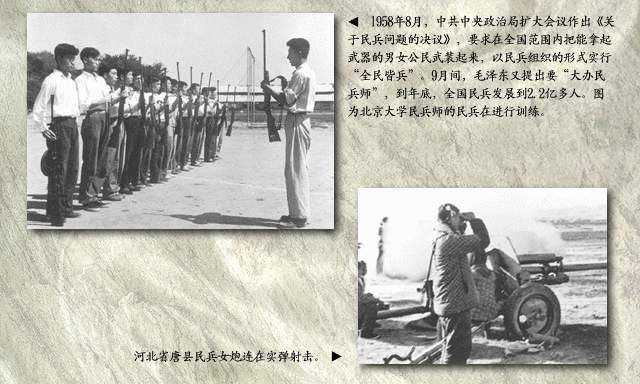 ◀ 1958年8月，中共中央政治局扩大会议作出《关
于民兵问题的决议》，要求在全国范围内把能拿起
武器的男女公民武装起来，以民兵组织的形式实行
“全民皆兵”。9月间，毛泽东又提出要“大办民
兵师”，到年底，全国民兵发展到2.2亿多人。图
为北京大学民兵师的民兵在进行训练。
河北省唐县民兵女炮连在实弹射击。 ▶